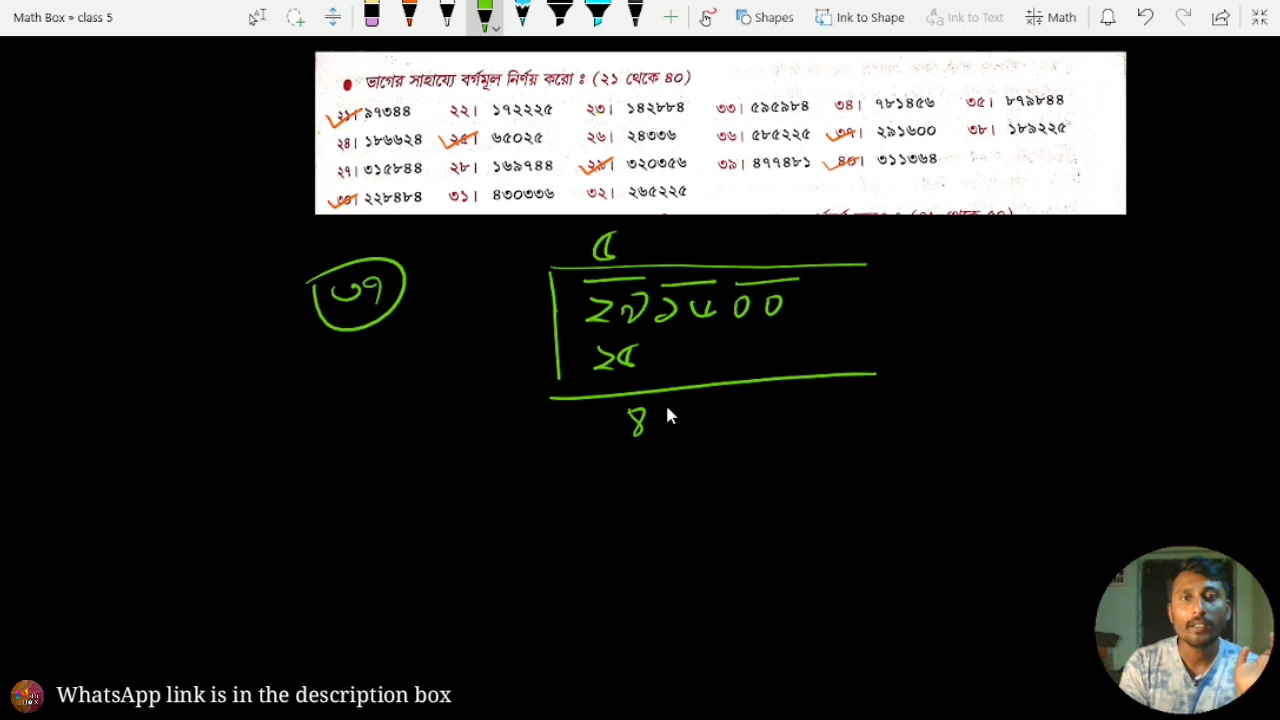 Math Box » class 5
Shapes Ink to Shape Ink to Text Math
ভাগের সাহায্যে বর্গমূল নির্ণয় করো ঃ (২১ থেকে ৪০)
২১। ৯৭৩৪৪ ২২। ১৭২২২৫ ২৩। ১৪২৮৮৪ ৩৩। ৫৯৫৯৮৪ ৩৪। ৭৮১৪৫৬ ৩৫। ৮৭৯৮৪৪
২৪। ১৮৬৬২৪ ২৫। ৬৫০২৫ ২৬। ২৪৩৩৬ ৩৬। ৫৮৫২২৫ ৩৭। ২৯১৬০০ ৩৮। ১৮৯২২৫
২৭। ৩১৫৮৪৪ ২৮। ১৬৯৭৪৪ ২৯। ৩২০৩৫৬ ৩৯। ৪৭৭৪৮১ ৪০। ৩১১৩৬৪
৩০। ২২৮৪৮৪ ৩১। ৪৩০৩৩৬ ৩২। ২৬৫২২৫
৫
৩৭ ২৯১৬০০
২৫
৪
WhatsApp link is in the description box